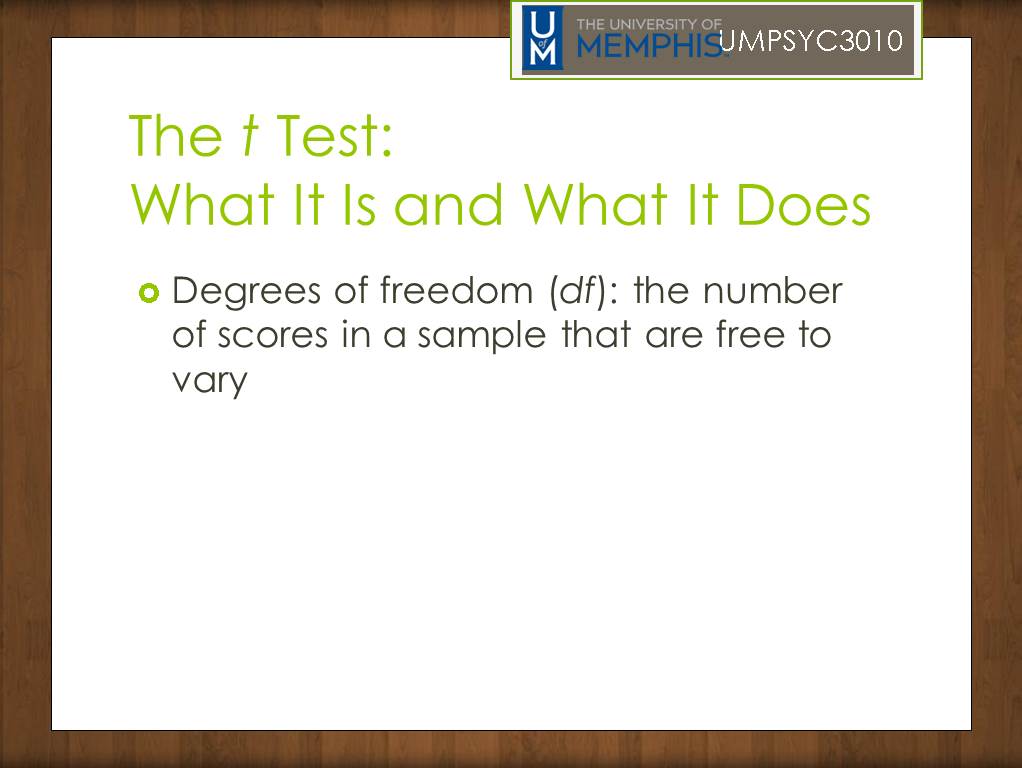 THE UNIVERSITY OF
MEMPHIS
UMPSYC3010
UofM
The t Test:
What It Is and What It Does
Degrees of freedom (df): the number
of scores in a sample that are free to
vary